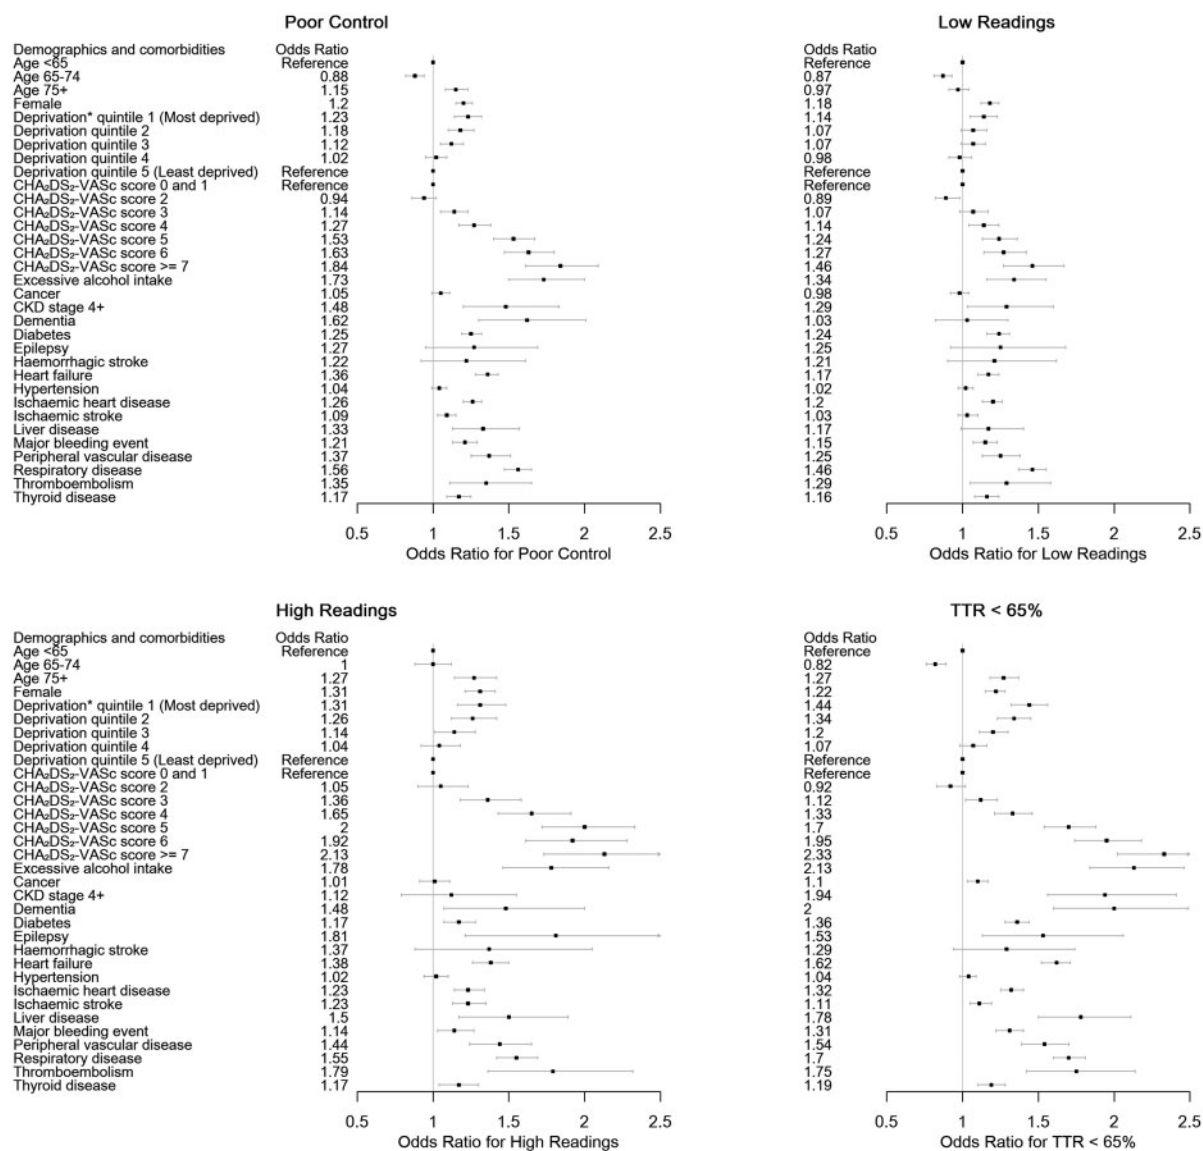 Poor Control
Low Readings
Demographics and comorbidities Odds Ratio Odds Ratio
Age <65 Reference Reference
Age 65-74 0.88 0.87
Age 75+ 1.15 0.97
Female 1.2 1.18
Deprivation* quintile 1 (Most deprived) 1.23 1.14
Deprivation quintile 2 1.18 1.07
Deprivation quintile 3 1.12 1.07
Deprivation quintile 4 1.02 0.98
Deprivation quintile 5 (Least deprived) Reference Reference
CHA₂DS₂-VASc score 0 and 1 Reference Reference
CHA₂DS₂-VASc score 2 0.94 0.89
CHA₂DS₂-VASc score 3 1.14 1.07
CHA₂DS₂-VASc score 4 1.27 1.14
CHA₂DS₂-VASc score 5 1.53 1.24
CHA₂DS₂-VASc score 6 1.63 1.27
CHA₂DS₂-VASc score >= 7 1.84 1.46
Excessive alcohol intake 1.73 1.34
Cancer 1.05 0.98
CKD stage 4+ 1.48 1.29
Dementia 1.62 1.03
Diabetes 1.25 1.24
Epilepsy 1.27 1.25
Haemorrhagic stroke 1.22 1.21
Heart failure 1.36 1.17
Hypertension 1.04 1.02
Ischaemic heart disease 1.26 1.2
Ischaemic stroke 1.09 1.03
Liver disease 1.33 1.17
Major bleeding event 1.21 1.15
Peripheral vascular disease 1.37 1.25
Respiratory disease 1.56 1.46
Thromboembolism 1.35 1.29
Thyroid disease 1.17 1.16
0.5 1 1.5 2 2.5 0.5 1 1.5 2 2.5
Odds Ratio for Poor Control Odds Ratio for Low Readings
High Readings
TTR < 65%
Demographics and comorbidities Odds Ratio Odds Ratio
Age <65 Reference Reference
Age 65-74 1 0.82
Age 75+ 1.27 1.27
Female 1.31 1.22
Deprivation* quintile 1 (Most deprived) 1.31 1.44
Deprivation quintile 2 1.26 1.34
Deprivation quintile 3 1.14 1.2
Deprivation quintile 4 1.04 1.07
Deprivation quintile 5 (Least deprived) Reference Reference
CHA₂DS₂-VASc score 0 and 1 Reference Reference
CHA₂DS₂-VASc score 2 1.05 0.92
CHA₂DS₂-VASc score 3 1.36 1.12
CHA₂DS₂-VASc score 4 1.65 1.33
CHA₂DS₂-VASc score 5 2 1.7
CHA₂DS₂-VASc score 6 1.92 1.95
CHA₂DS₂-VASc score >= 7 2.13 2.33
Excessive alcohol intake 1.78 2.13
Cancer 1.01 1.1
CKD stage 4+ 1.12 1.94
Dementia 1.48 2
Diabetes 1.17 1.36
Epilepsy 1.81 1.53
Haemorrhagic stroke 1.37 1.29
Heart failure 1.38 1.62
Hypertension 1.02 1.04
Ischaemic heart disease 1.23 1.32
Ischaemic stroke 1.23 1.11
Liver disease 1.5 1.78
Major bleeding event 1.14 1.31
Peripheral vascular disease 1.44 1.54
Respiratory disease 1.55 1.7
Thromboembolism 1.79 1.75
Thyroid disease 1.17 1.19
0.5 1 1.5 2 2.5 0.5 1 1.5 2 2.5
Odds Ratio for High Readings Odds Ratio for TTR < 65%